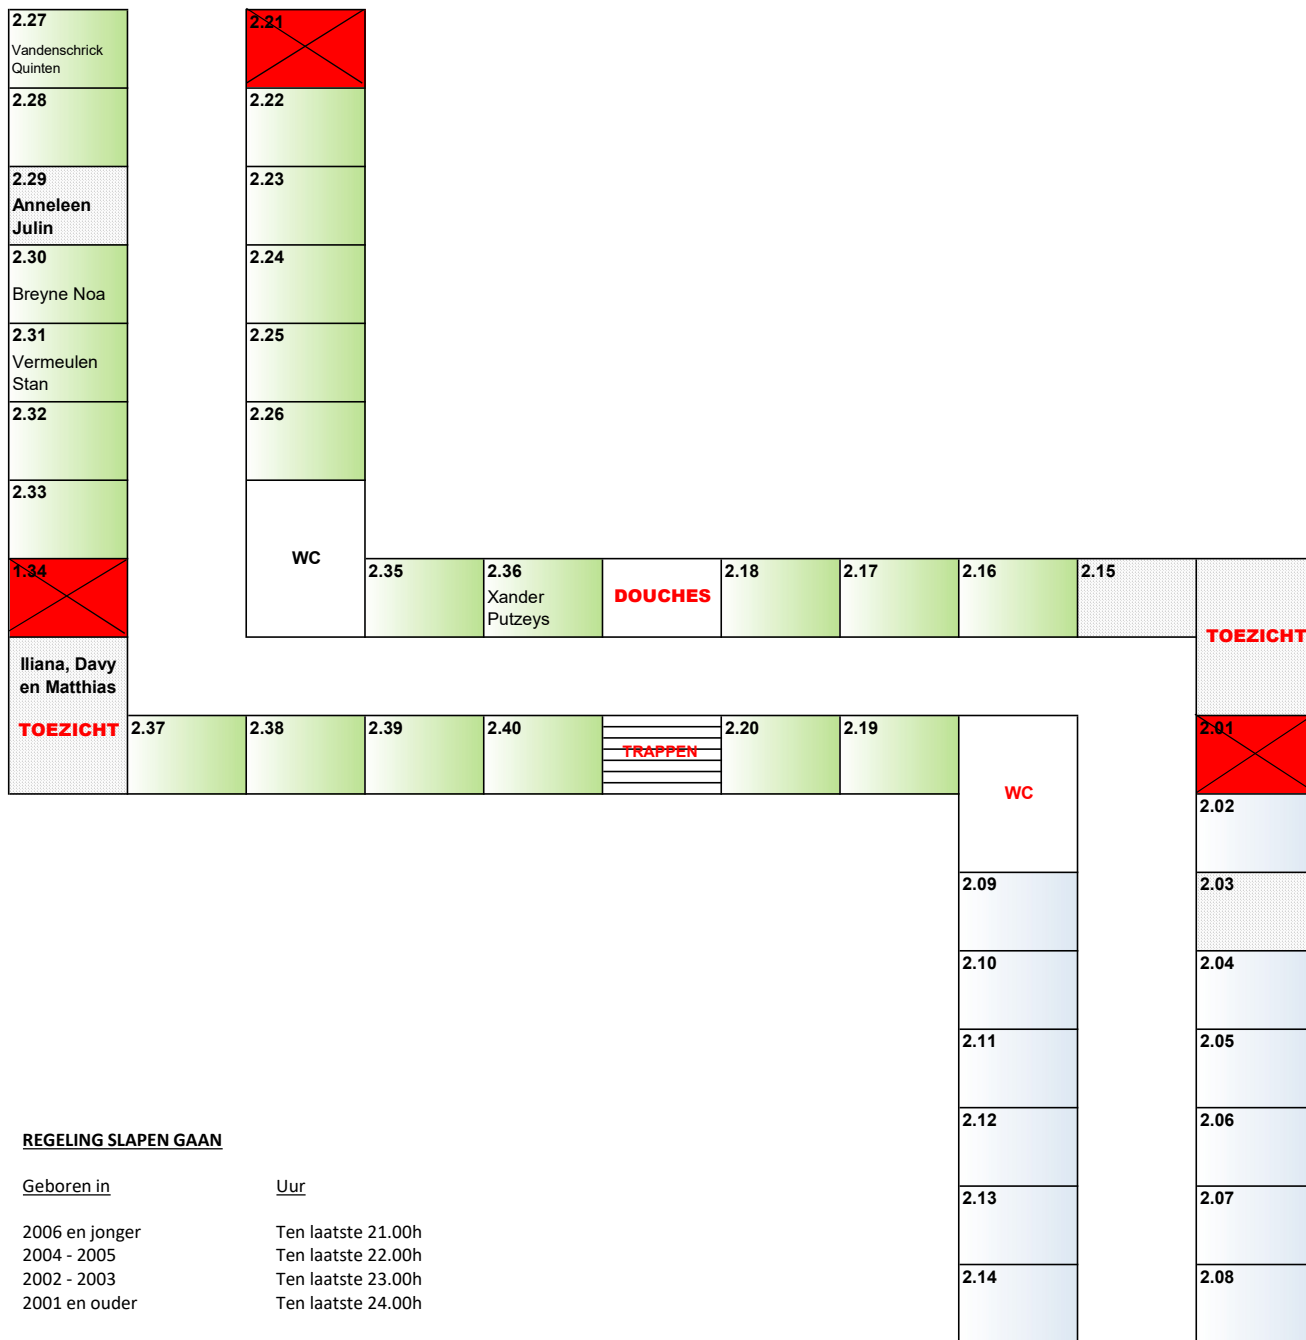 2.27
Vandenschrick
Quinten
2.28
2.29
Anneleen
Julin
2.30
Breyne Noa
2.31
Vermeulen
Stan
2.32
2.33
1.34
Iliana, Davy
en Matthias
TOEZICHT
2.21
2.22
2.23
2.24
2.25
2.26
WC
2.35
2.36
Xander
Putzeys
DOUCHES
2.18
2.17
2.16
2.15
TOEZICHT
2.37
2.38
2.39
2.40
TRAPPEN
2.20
2.19
WC
2.01
2.02
2.09
2.03
2.10
2.04
2.11
2.05
2.12
2.06
2.13
2.07
2.14
2.08
REGELING SLAPEN GAAN
Geboren in Uur
2006 en jonger Ten laatste 21.00h
2004 - 2005 Ten laatste 22.00h
2002 - 2003 Ten laatste 23.00h
2001 en ouder Ten laatste 24.00h